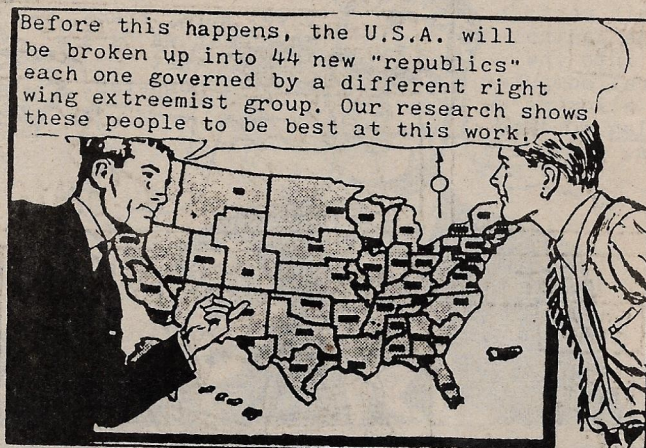 Before this happens, the U.S.A. will
be broken up into 44 new "republics"
each one governed by a different right
wing extreemist group. Our research shows
these people to be best at this work.